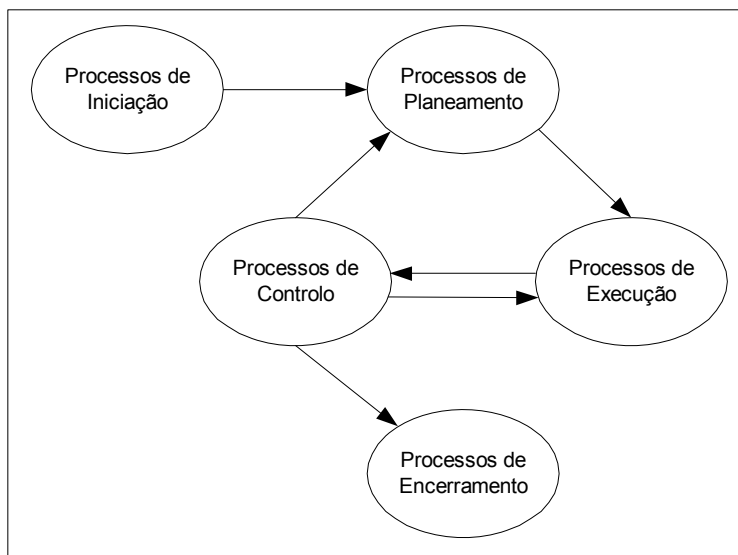 Processos de
Iniciação
Processos de
Planeamento
Processos de
Controlo
Processos de
Execução
Processos de
Encerramento